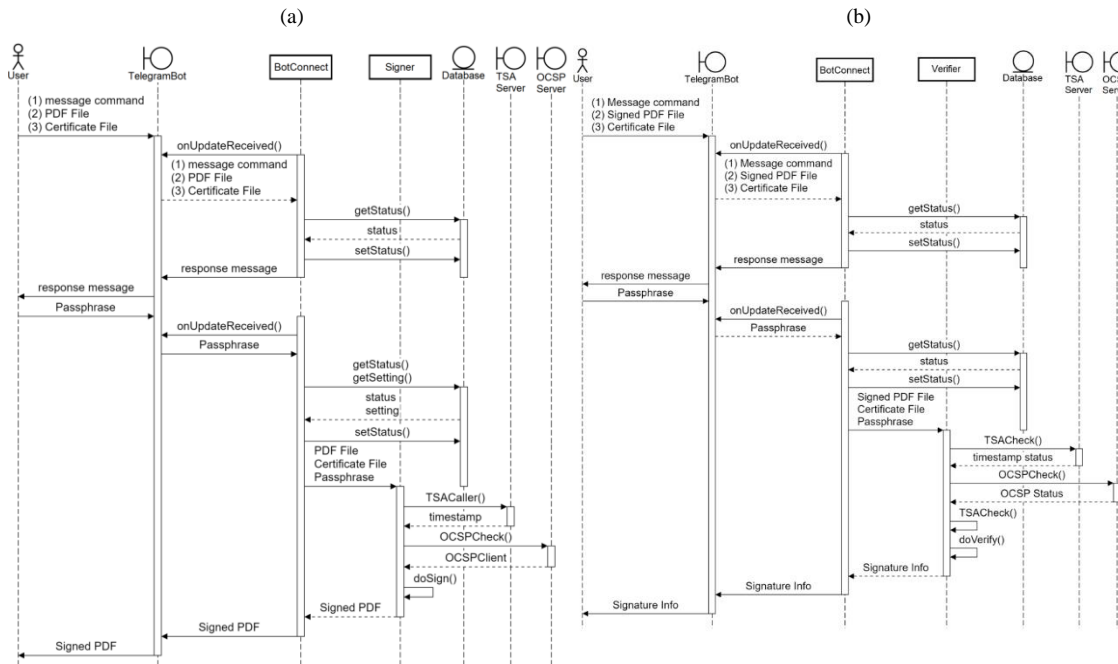 (a)
User
TelegramBot
BotConnect
Signer
Database
TSA
Server
OCSP
Server
(1) message command
(2) PDF File
(3) Certificate File
onUpdateReceived()
(1) message command
(2) PDF File
(3) Certificate File
getStatus()
status
setStatus()
response message
response message
Passphrase
onUpdateReceived()
Passphrase
getStatus()
getSetting()
status
setting
setStatus()
PDF File
Certificate File
Passphrase
TSACaller()
timestamp
OCSPCheck()
OCSPClient
doSign()
Signed PDF
Signed PDF
Signed PDF
(b)
User
TelegramBot
BotConnect
Verifier
Database
TSA
Server
(1) Message command
(2) Signed PDF File
(3) Certificate File
onUpdateReceived()
(1) Message command
(2) Signed PDF File
(3) Certificate File
getStatus()
status
setStatus()
response message
response message
Passphrase
onUpdateReceived()
Passphrase
getStatus()
status
setStatus()
Signed PDF File
Certificate File
Passphrase
TSACheck()
timestamp status
OCSPCheck()
OCSP Status
TSACheck()
doVerify()
Signature Info
Signature Info
Signature Info